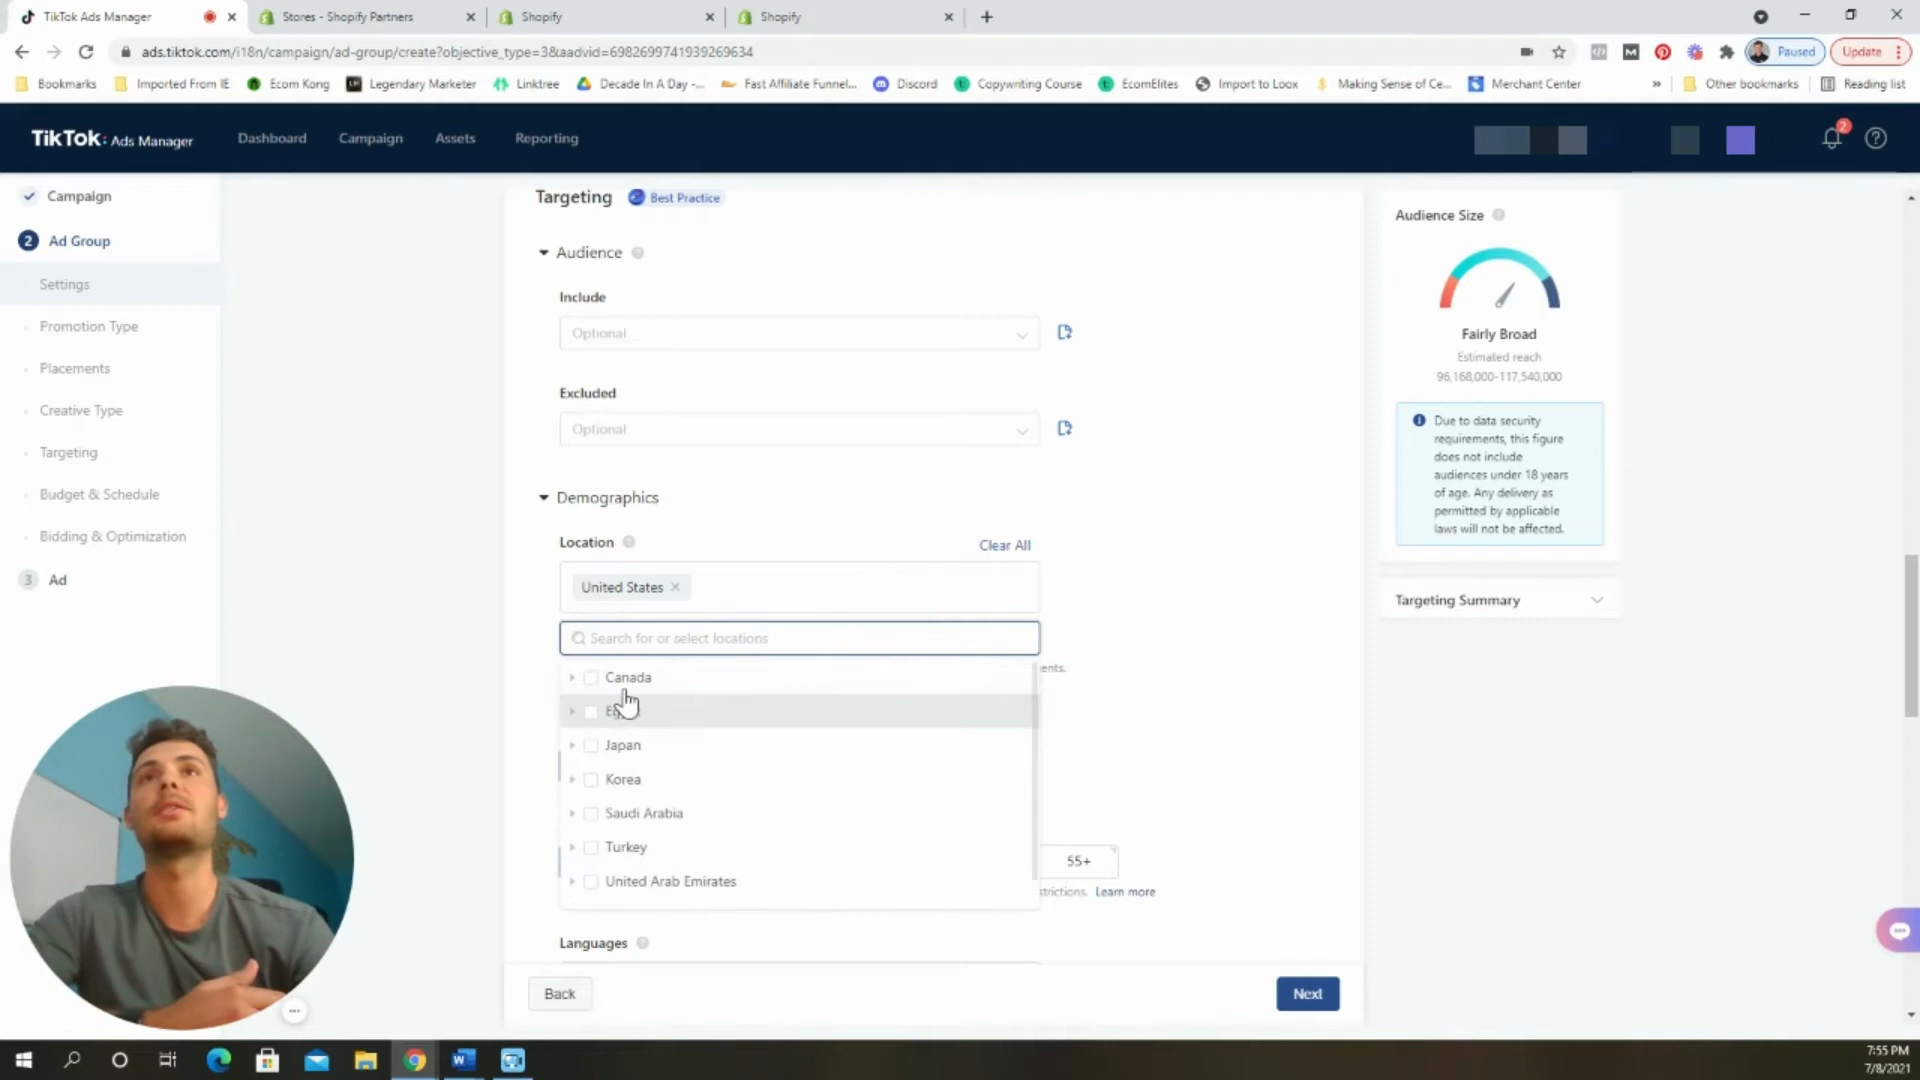 TikTok Ads Manager
Stores - Shopify Partners
Shopify
Shopify
ads.tiktok.com/i18n/campaign/ad-group/create?objective_type=3&aadvid=6982699741939269634
Paused
Update
Bookmarks
Imported From IE
Ecom Kong
Legendary Marketer
Linktree
Decade In A Day -...
Fast Affiliate Funnel...
Discord
Copywriting Course
EcomElites
Import to Loox
Making Sense of Ce...
Merchant Center
»
Other bookmarks
Reading list
TikTok: Ads Manager
Dashboard
Campaign
Assets
Reporting
2
Campaign
2 Ad Group
Settings
Promotion Type
Placements
Creative Type
Targeting
Budget & Schedule
Bidding & Optimization
3 Ad
Targeting
Best Practice
Audience
Include
Optional
Excluded
Optional
Demographics
Location
Clear All
United States
Search for or select locations
ents.
Canada
Japan
Korea
Saudi Arabia
Turkey
United Arab Emirates
55+
strictions. Learn more
Languages
Back
Next
Audience Size
Fairly Broad
Estimated reach
96,168,000-117,540,000
Due to data security
requirements, this figure
does not include
audiences under 18 years
of age. Any delivery as
permitted by applicable
laws will not be affected.
Targeting Summary
7:55 PM
7/8/2021